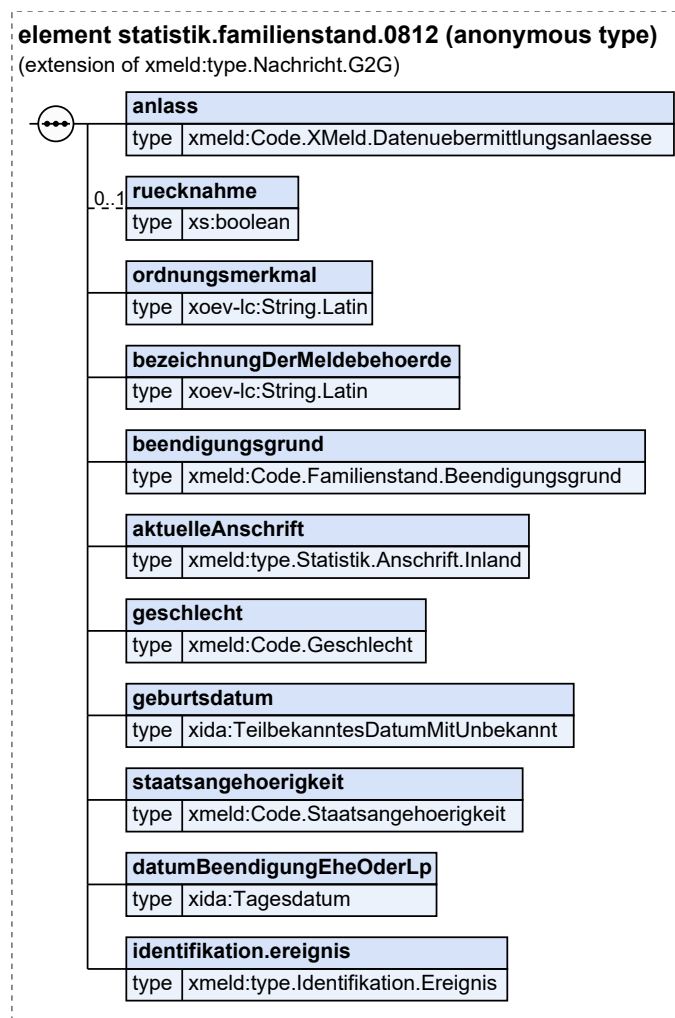 element statistik.familienstand.0812 (anonymous type)
(extension of xmeld:type.Nachricht.G2G)
anlass
type xmeld:Code.XMeld.Datenuebermittlungsanlaesse
0..1 ruecknahme
type xs:boolean
ordnungsmerkmal
type xoev-lc:String.Latin
bezeichnungDerMeldebehoerde
type xoev-lc:String.Latin
beendigungsgrund
type xmeld:Code.Familienstand.Beendigungsgrund
aktuelleAnschrift
type xmeld:type.Statistik.Anschrift.Inland
geschlecht
type xmeld:Code.Geschlecht
geburtsdatum
type xida:TeilbekanntesDatumMitUnbekannt
staatsangehoerigkeit
type xmeld:Code.Staatsangehoerigkeit
datumBeendigungEheOderLp
type xida:Tagesdatum
identifikation.ereignis
type xmeld:type.Identifikation.Ereignis